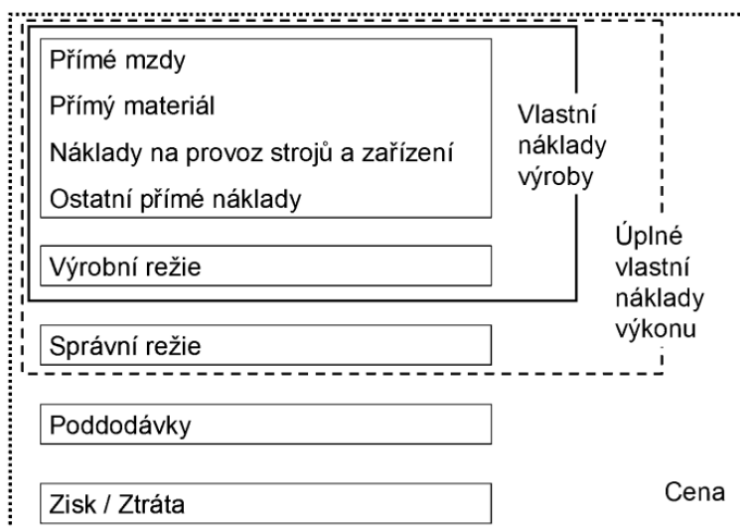 Přímé mzdy
Přímý materiál
Náklady na provoz strojů a zařízení
Ostatní přímé náklady
Výrobní režie
Vlastní
náklady
výroby
Správní režie
Úplné
vlastní
náklady
výkonu
Poddodávky
Zisk / Ztráta
Cena